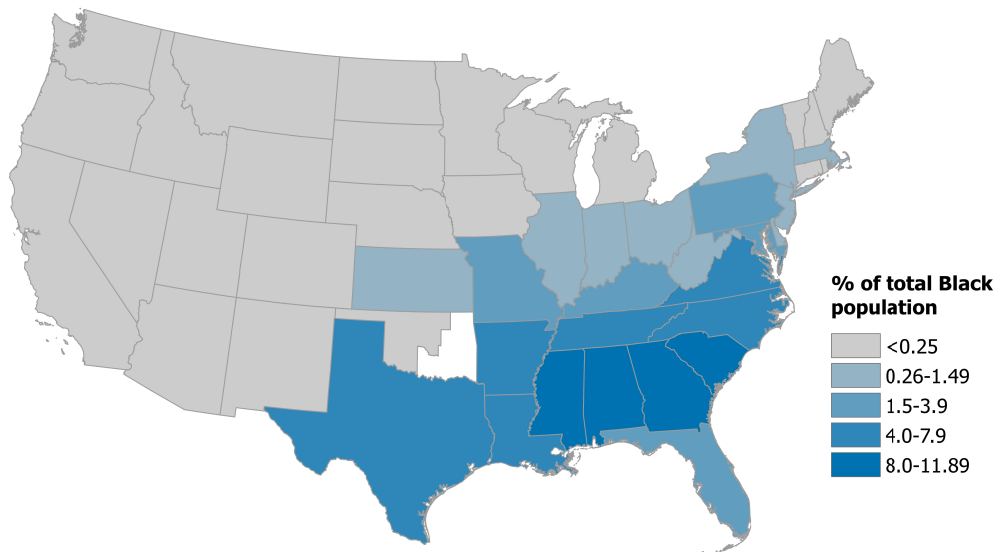 % of total Black
population
<0.25
0.26-1.49
1.5-3.9
4.0-7.9
8.0-11.89